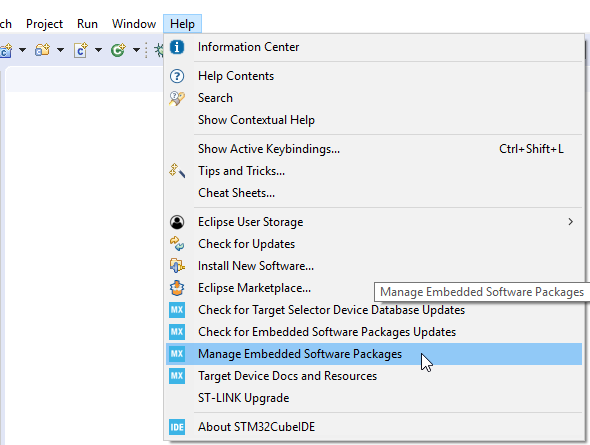 ch Project Run Window Help
Information Center
Help Contents
Search
Show Contextual Help
Show Active Keybindings... Ctrl+Shift+L
Tips and Tricks...
Cheat Sheets...
Eclipse User Storage
Check for Updates
Install New Software...
Eclipse Marketplace...
Manage Embedded Software Packages
MX Check for Target Selector Device Database Updates
MX Check for Embedded Software Packages Updates
MX Manage Embedded Software Packages
MX Target Device Docs and Resources
ST-LINK Upgrade
IDE About STM32CubeIDE